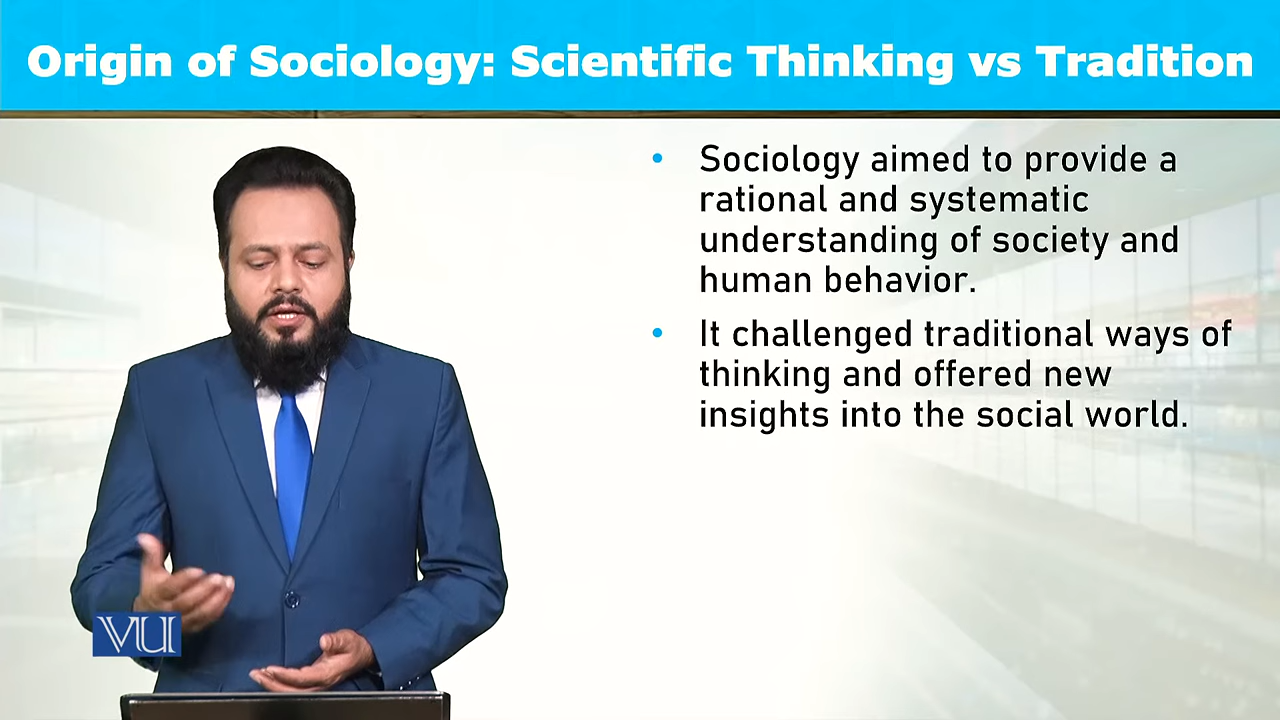 Origin of Sociology: Scientific Thinking vs Tradition
• Sociology aimed to provide a
rational and systematic
understanding of society and
human behavior.
• It challenged traditional ways of
thinking and offered new
insights into the social world.
VU